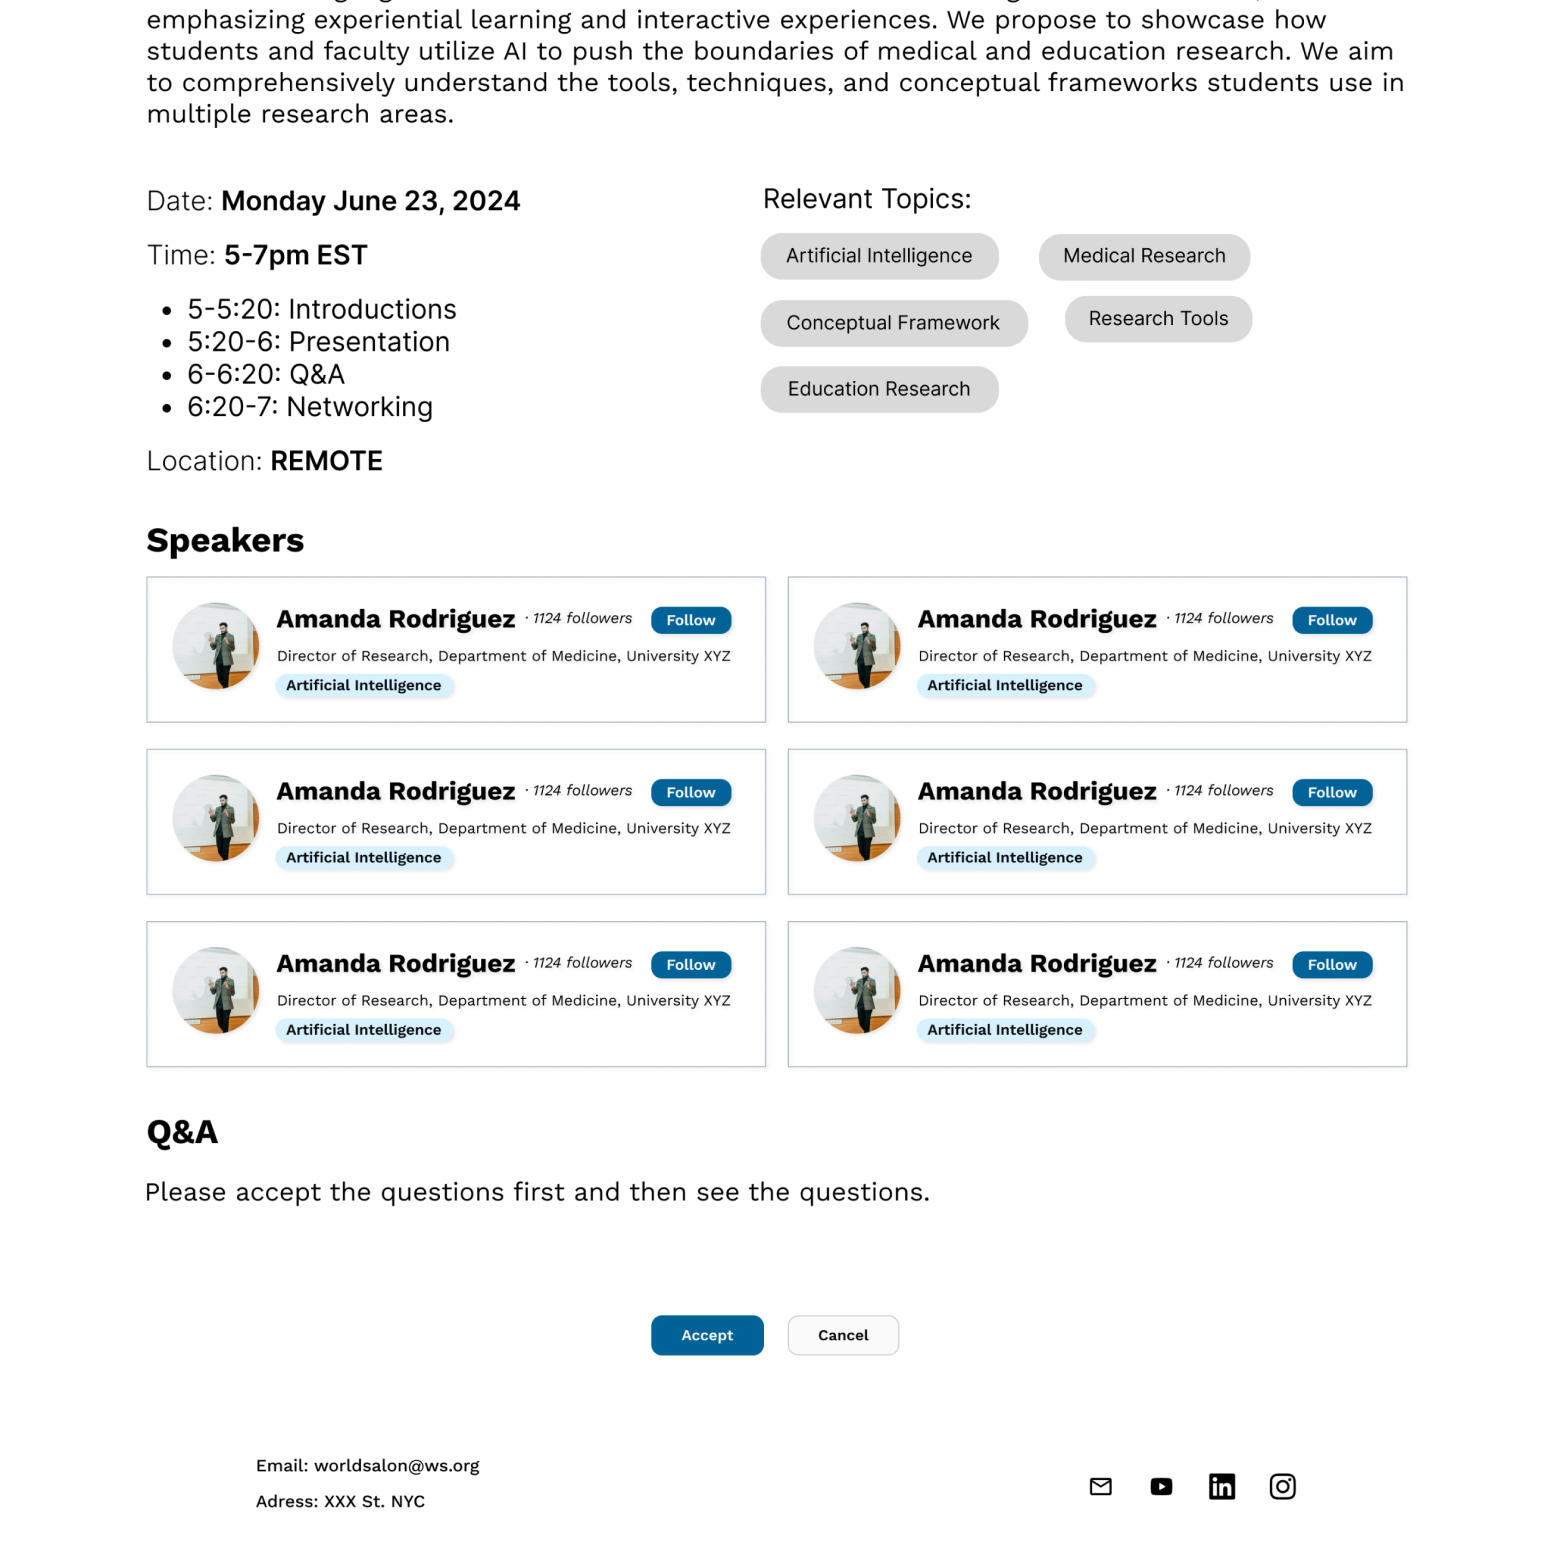 emphasizing experiential learning and interactive experiences. We propose to showcase how
students and faculty utilize AI to push the boundaries of medical and education research. We aim
to comprehensively understand the tools, techniques, and conceptual frameworks students use in
multiple research areas.
Date: Monday June 23, 2024
Time: 5-7pm EST
• 5-5:20: Introductions
• 5:20-6: Presentation
• 6-6:20: Q&A
• 6:20-7: Networking
Location: REMOTE
Relevant Topics:
Artificial Intelligence
Medical Research
Conceptual Framework
Research Tools
Education Research
Speakers
Amanda Rodriguez · 1124 followers Follow
Director of Research, Department of Medicine, University XYZ
Artificial Intelligence
Amanda Rodriguez · 1124 followers Follow
Director of Research, Department of Medicine, University XYZ
Artificial Intelligence
Amanda Rodriguez · 1124 followers Follow
Director of Research, Department of Medicine, University XYZ
Artificial Intelligence
Amanda Rodriguez · 1124 followers Follow
Director of Research, Department of Medicine, University XYZ
Artificial Intelligence
Amanda Rodriguez · 1124 followers Follow
Director of Research, Department of Medicine, University XYZ
Artificial Intelligence
Amanda Rodriguez · 1124 followers Follow
Director of Research, Department of Medicine, University XYZ
Artificial Intelligence
Q&A
Please accept the questions first and then see the questions.
Accept
Cancel
Email: worldsalon@ws.org
Adress: XXX St. NYC
in